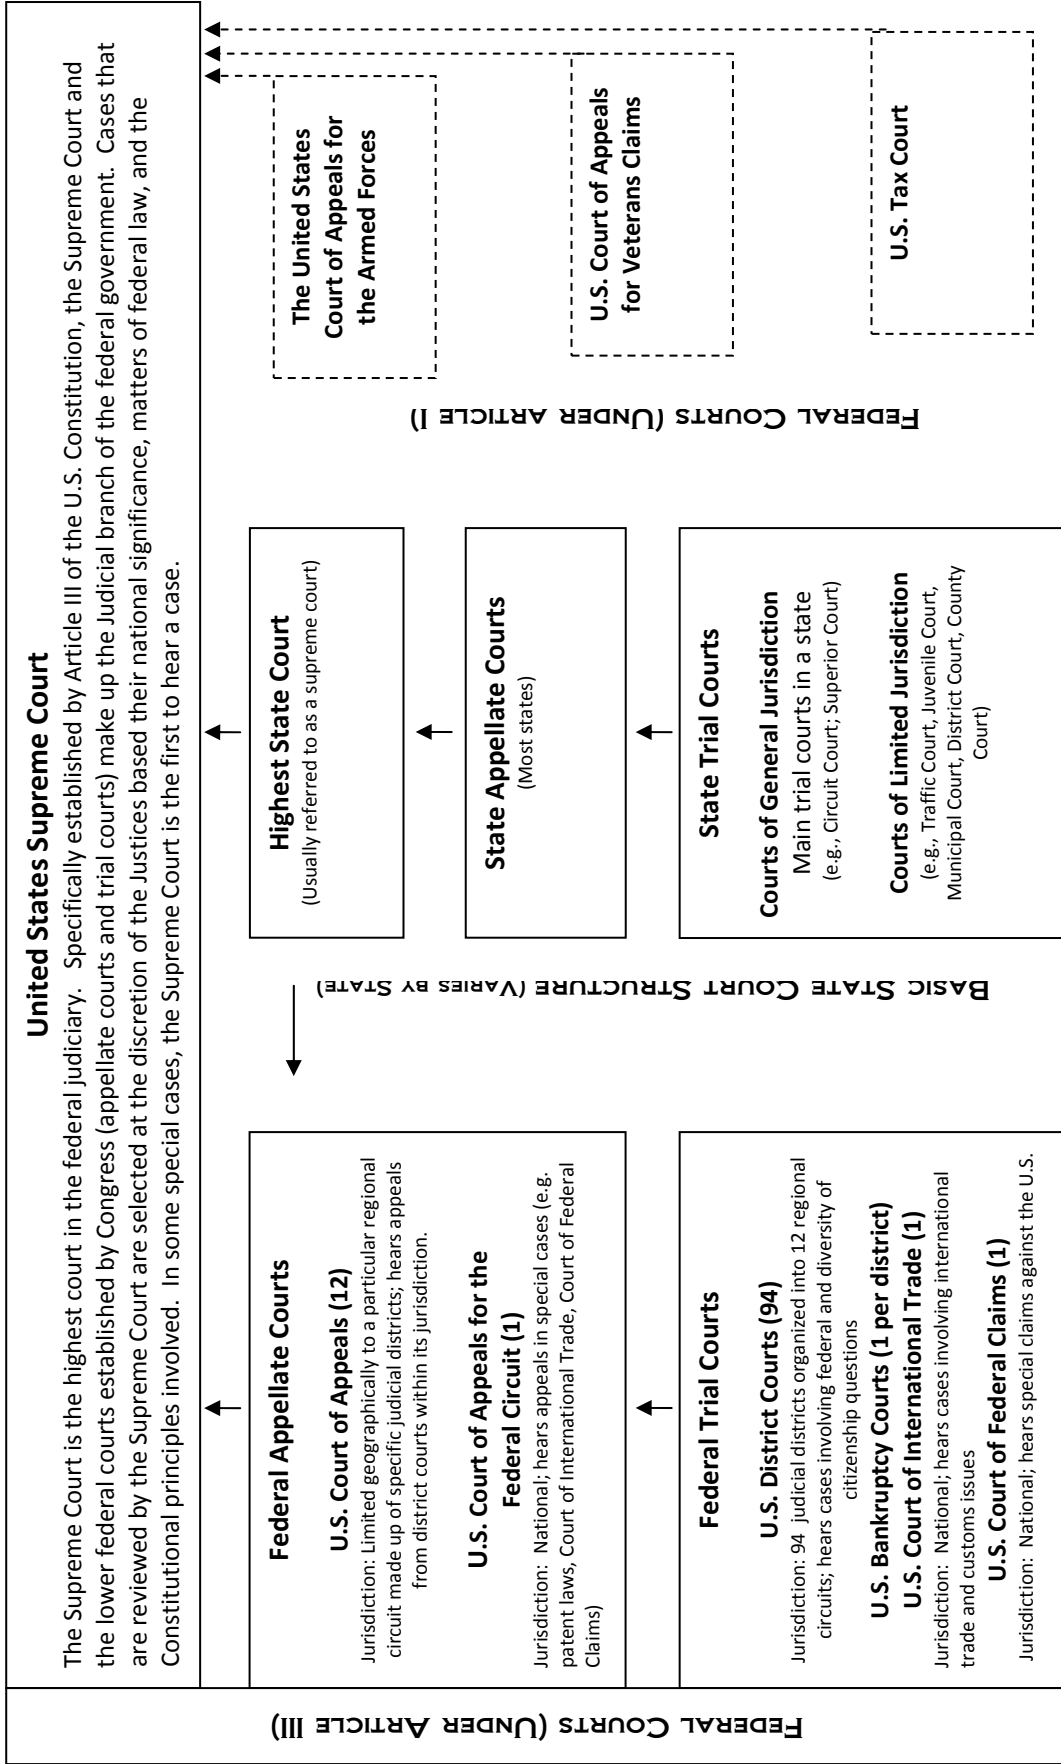 United States Supreme Court
The Supreme Court is the highest court in the federal judiciary. Specifically established by Article III of the U.S. Constitution, the Supreme Court and
the lower federal courts established by Congress (appellate courts and trial courts) make up the Judicial branch of the federal government. Cases that
are reviewed by the Supreme Court are selected at the discretion of the Justices based their national significance, matters of federal law, and the
Constitutional principles involved. In some special cases, the Supreme Court is the first to hear a case.
FEDERAL COURTS (UNDER ARTICLE III)
Federal Appellate Courts
U.S. Court of Appeals (12)
Jurisdiction: Limited geographically to a particular regional
circuit made up of specific judicial districts; hears appeals
from district courts within its jurisdiction.
U.S. Court of Appeals for the
Federal Circuit (1)
Jurisdiction: National; hears appeals in special cases (e.g.
patent laws, Court of International Trade, Court of Federal
Claims)
Federal Trial Courts
U.S. District Courts (94)
Jurisdiction: 94 judicial districts organized into 12 regional
circuits; hears cases involving federal and diversity of
citizenship questions
U.S. Bankruptcy Courts (1 per district)
U.S. Court of International Trade (1)
Jurisdiction: National; hears cases involving international
trade and customs issues
U.S. Court of Federal Claims (1)
Jurisdiction: National; hears special claims against the U.S.
BASIC STATE COURT STRUCTURE (VARIES BY STATE)
Highest State Court
(Usually referred to as a supreme court)
State Appellate Courts
(Most states)
State Trial Courts
Courts of General Jurisdiction
Main trial courts in a state
(e.g., Circuit Court; Superior Court)
Courts of Limited Jurisdiction
(e.g., Traffic Court, Juvenile Court,
Municipal Court, District Court, County
Court)
FEDERAL COURTS (UNDER ARTICLE I)
The United States
Court of Appeals for
the Armed Forces
U.S. Court of Appeals
for Veterans Claims
U.S. Tax Court